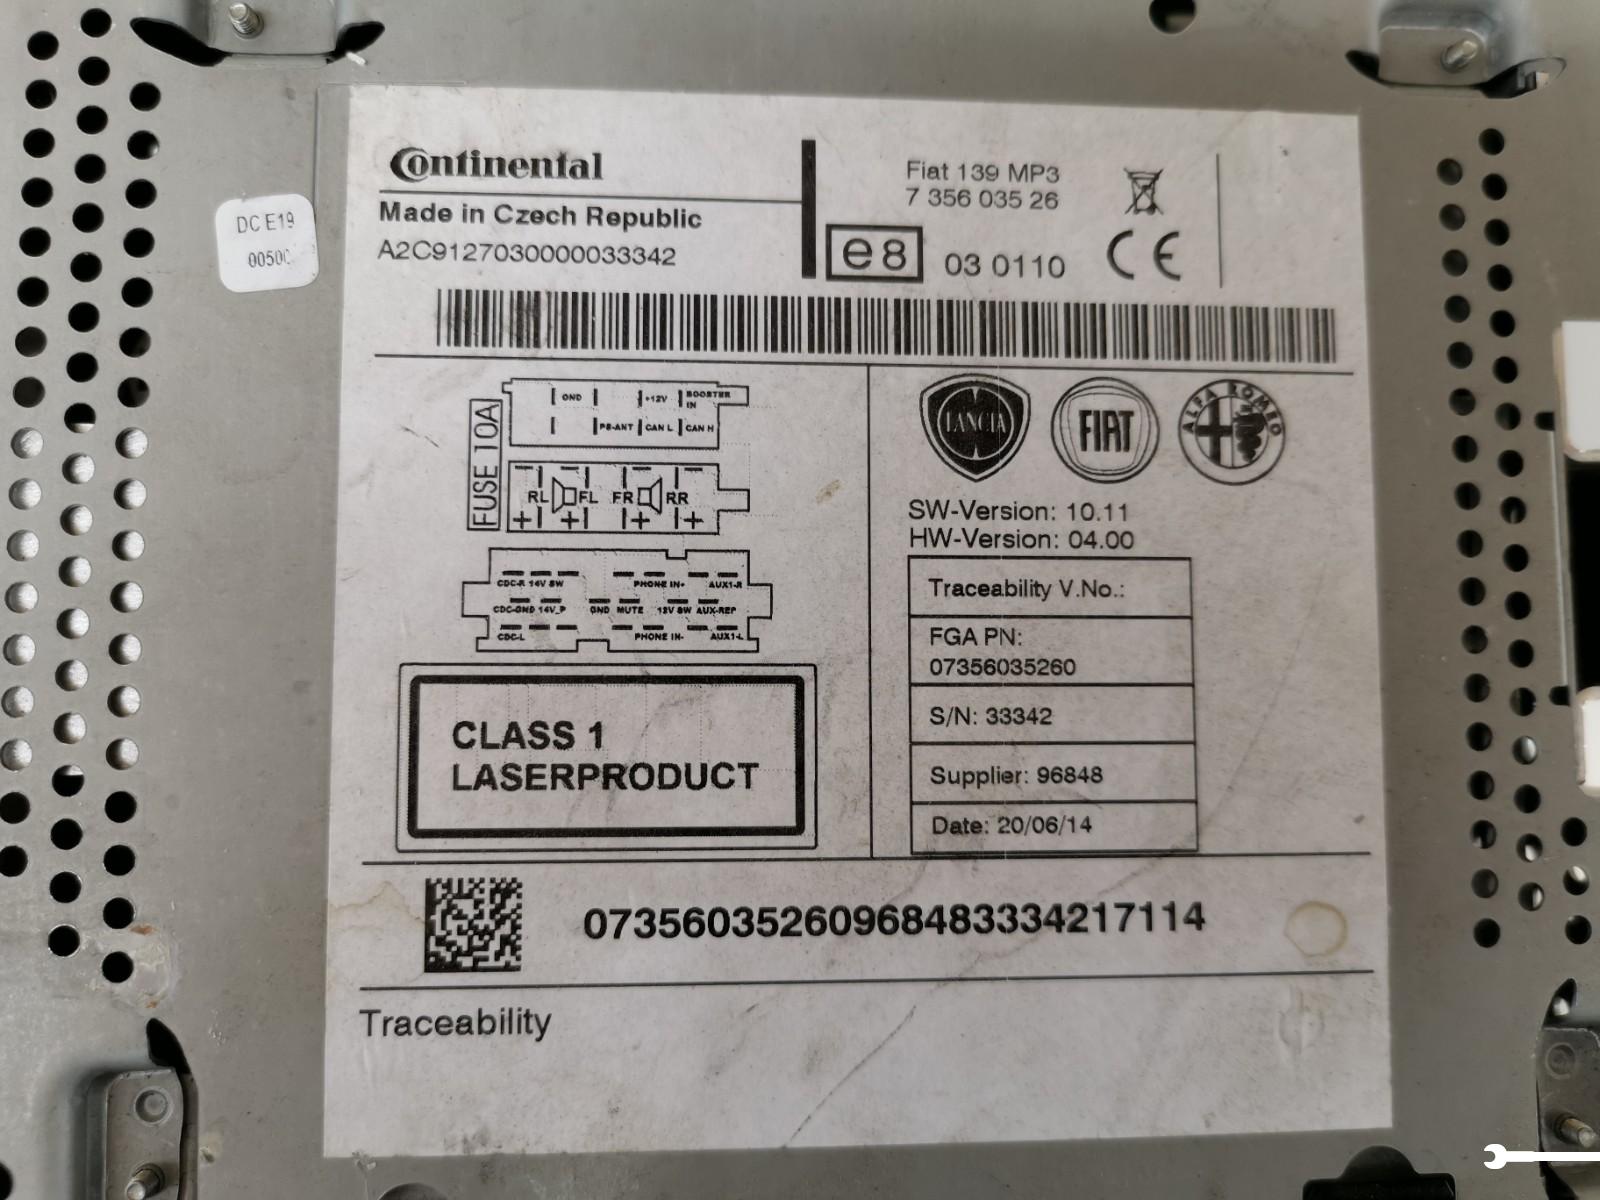 Continental
Made in Czech Republic
A2C9127030000033342
Fiat 139 MP3
7 356 035 26
e8
03 0110
CE
DC E19
GND +12V BOOSTER IN
PS-ANT CAN L CAN H
FUSE 10A
RL FL FR RR
+ + + +
CDC-R 14V SW PHONE IN+ AUX1-R
CDC-GND 14V_P GND MUTE 12V SW AUX-REP
CDC-L PHONE IN- AUX1-L
CLASS 1
LASERPRODUCT
LANCIA
FIAT
ALFA ROMEO
SW-Version: 10.11
HW-Version: 04.00
Traceability V.No.:
FGA PN:
07356035260
S/N: 33342
Supplier: 96848
Date: 20/06/14
07356035260968483334217114
Traceability